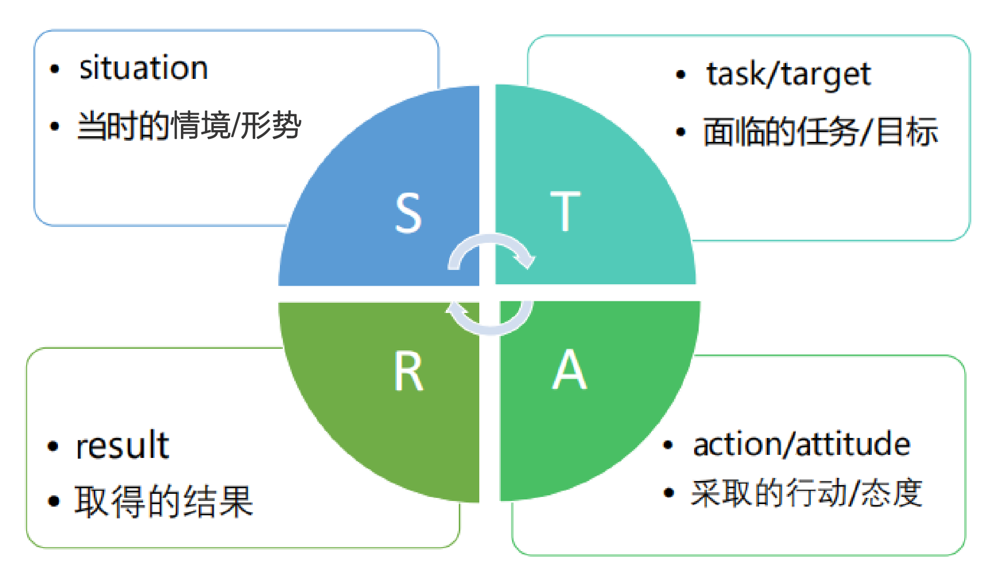 • situation
• 当时的情境/形势
S
• task/target
• 面临的任务/目标
T
R
• result
• 取得的结果
A
• action/attitude
• 采取的行动/态度